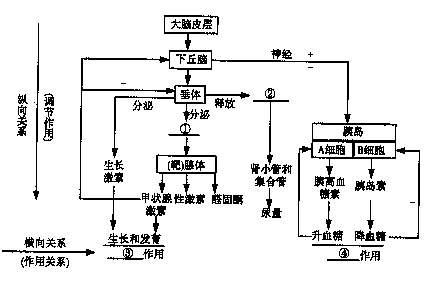 大脑皮层
下丘脑
神经
+
−
−
垂体
②
分泌
释放
分泌
①
胰岛
A细胞
B细胞
纵向关系
(调节作用)
生长
激素
(靶)腺体
肾小管和
集合管
胰高血
糖素
胰岛素
−
甲状腺
激素
性激素
醛固酮
尿量
横向关系
(作用关系)
生长和发育
③ 作用
升血糖
降血糖
④ 作用